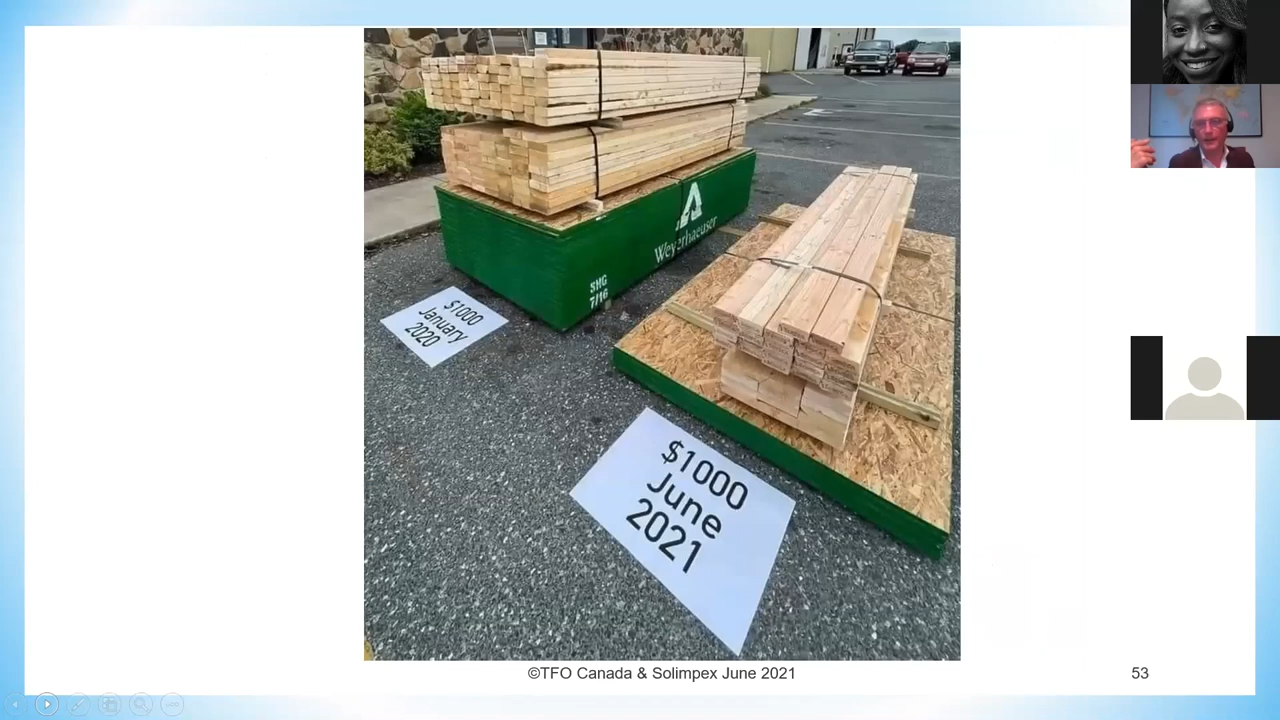 Weyerhaeuser
SHG
7/16
$1000
January
2020
$1000
June
2021
©TFO Canada & Solimpex June 2021
53